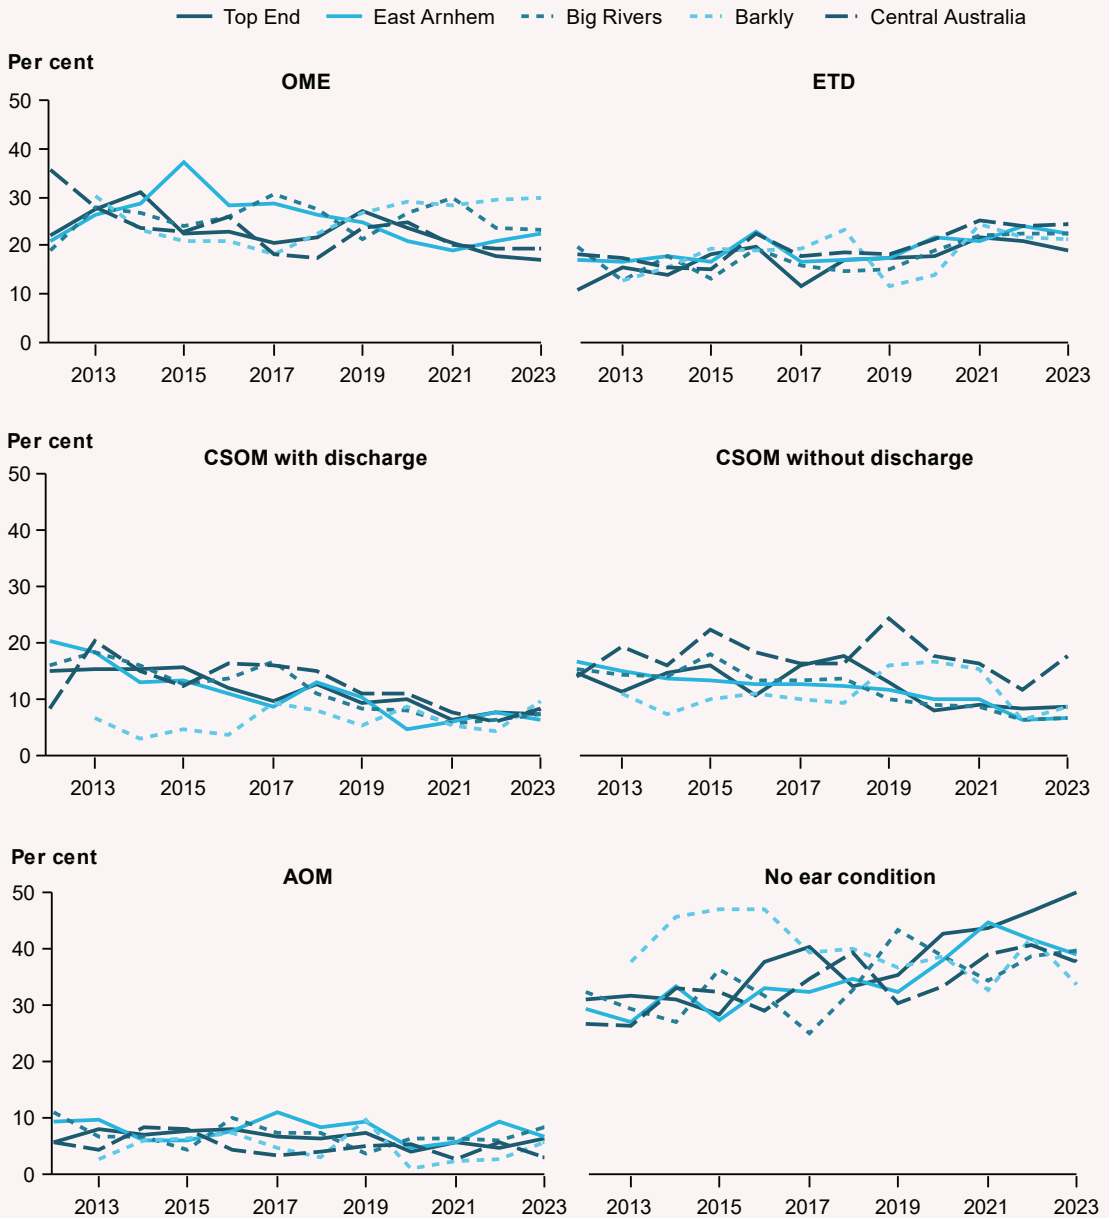 Top End East Arnhem Big Rivers Barkly Central Australia
Per cent
OME
ETD
50
40
30
20
10
0
2013 2015 2017 2019 2021 2023
2013 2015 2017 2019 2021 2023
Per cent
CSOM with discharge
CSOM without discharge
50
40
30
20
10
0
2013 2015 2017 2019 2021 2023
2013 2015 2017 2019 2021 2023
Per cent
AOM
No ear condition
50
40
30
20
10
0
2013 2015 2017 2019 2021 2023
2013 2015 2017 2019 2021 2023